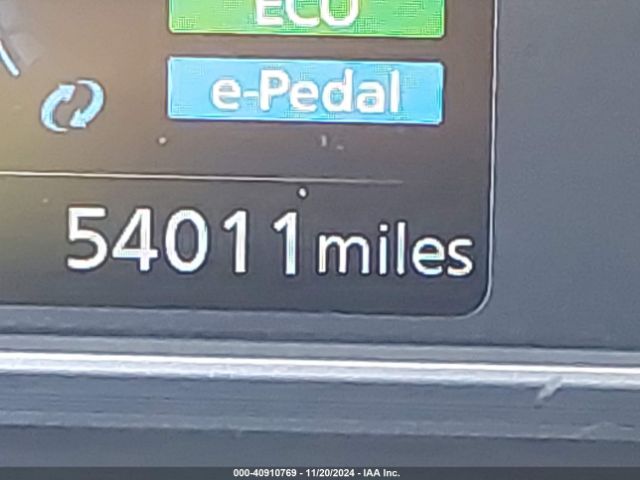 ECO
e-Pedal
54011 miles
000-40910769 - 11/20/2024 - IAA Inc.